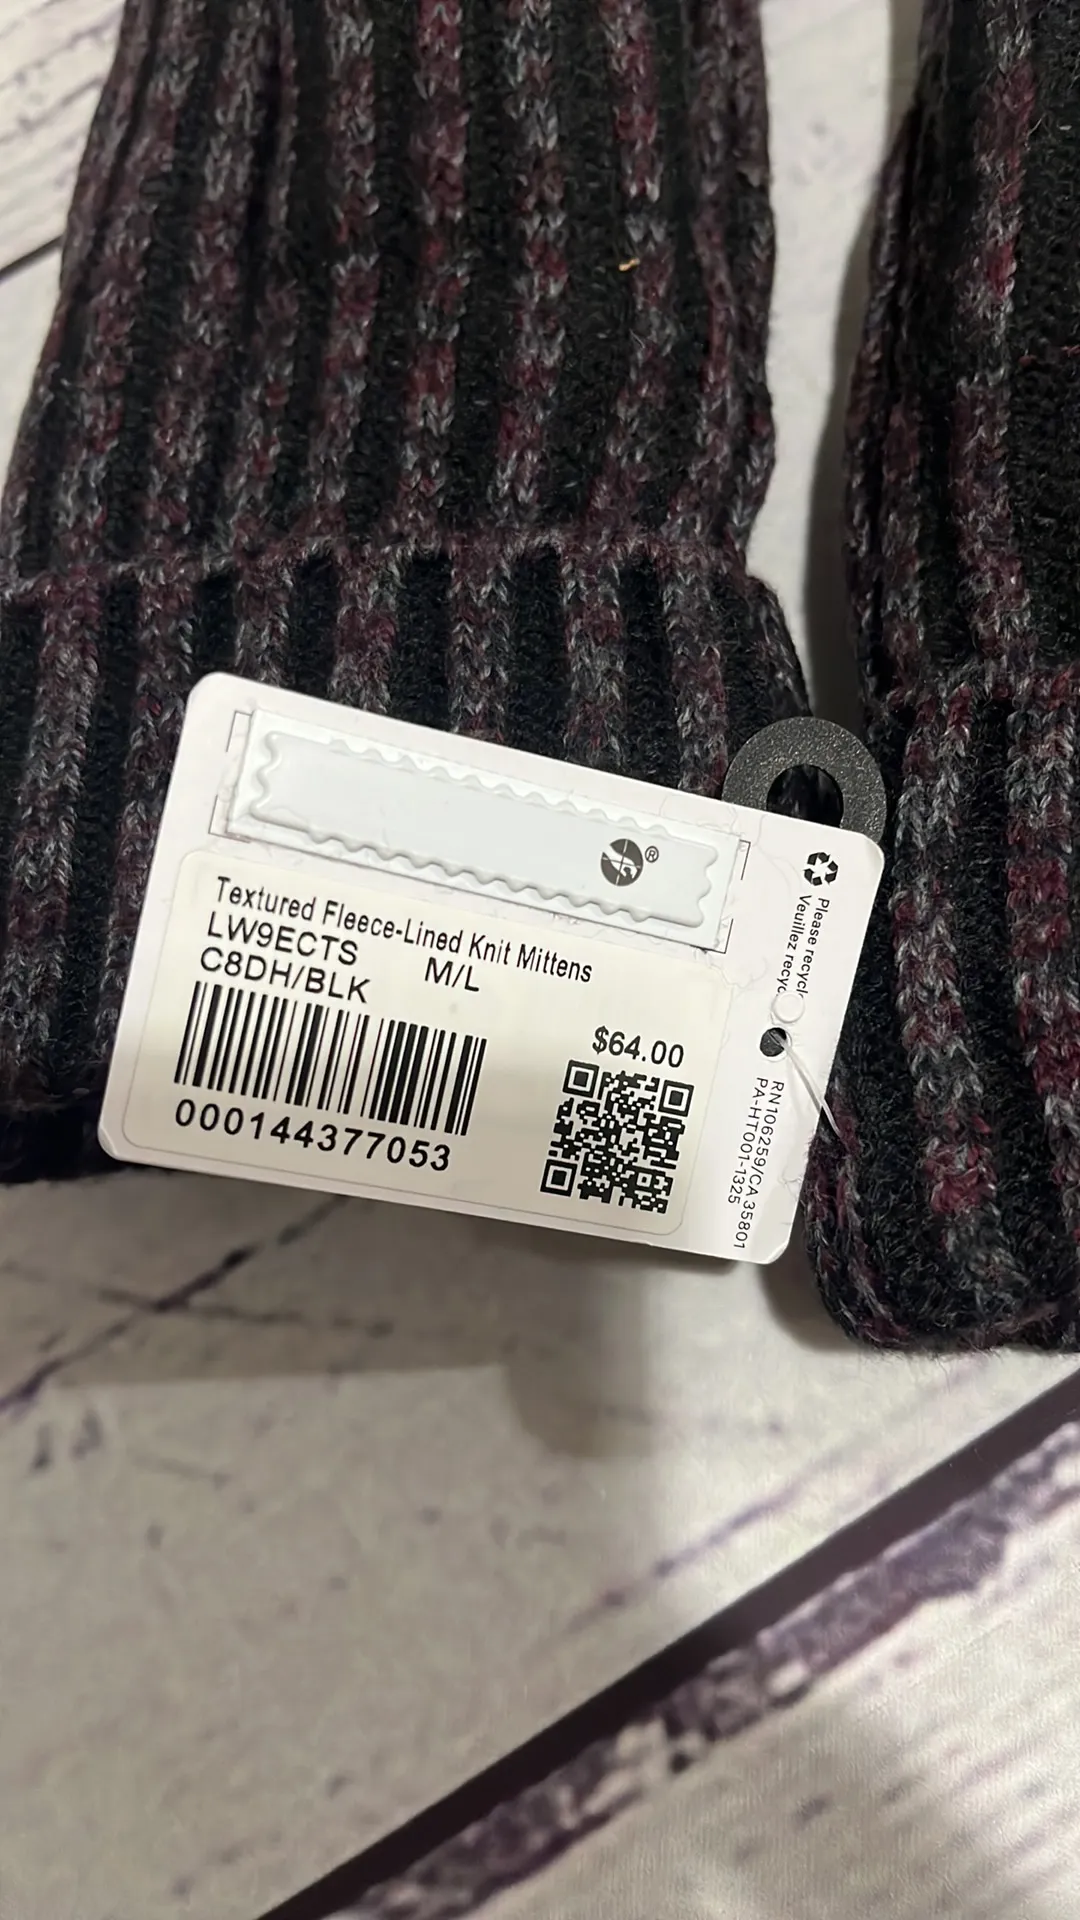 ®
Textured Fleece-Lined Knit Mittens
LW9ECTS M/L
C8DH/BLK
$64.00
000144377053
Please recycl
Veuillez recyc
RN106259/CA 35801
PA-HT001-1325